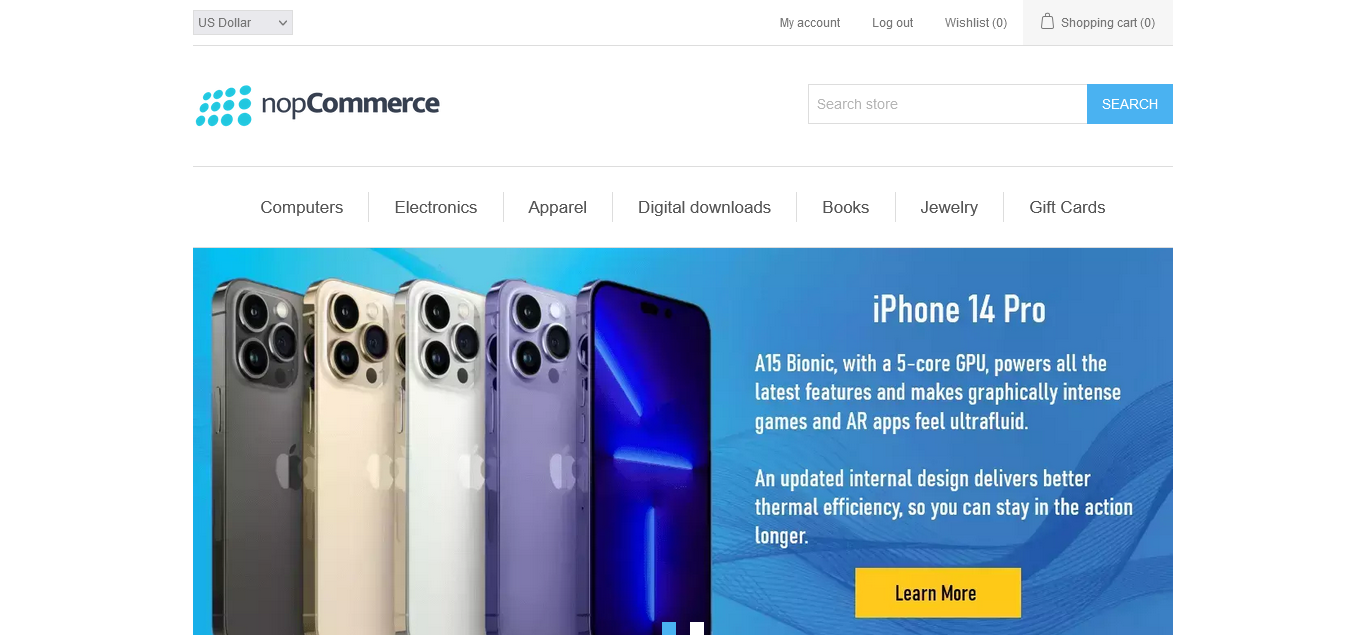 US Dollar
My account
Log out
Wishlist (0)
Shopping cart (0)
nopCommerce
Search store
SEARCH
Computers
Electronics
Apparel
Digital downloads
Books
Jewelry
Gift Cards
iPhone 14 Pro
A15 Bionic, with a 5-core GPU, powers all the
latest features and makes graphically intense
games and AR apps feel ultrafluid.
An updated internal design delivers better
thermal efficiency, so you can stay in the action
longer.
Learn More